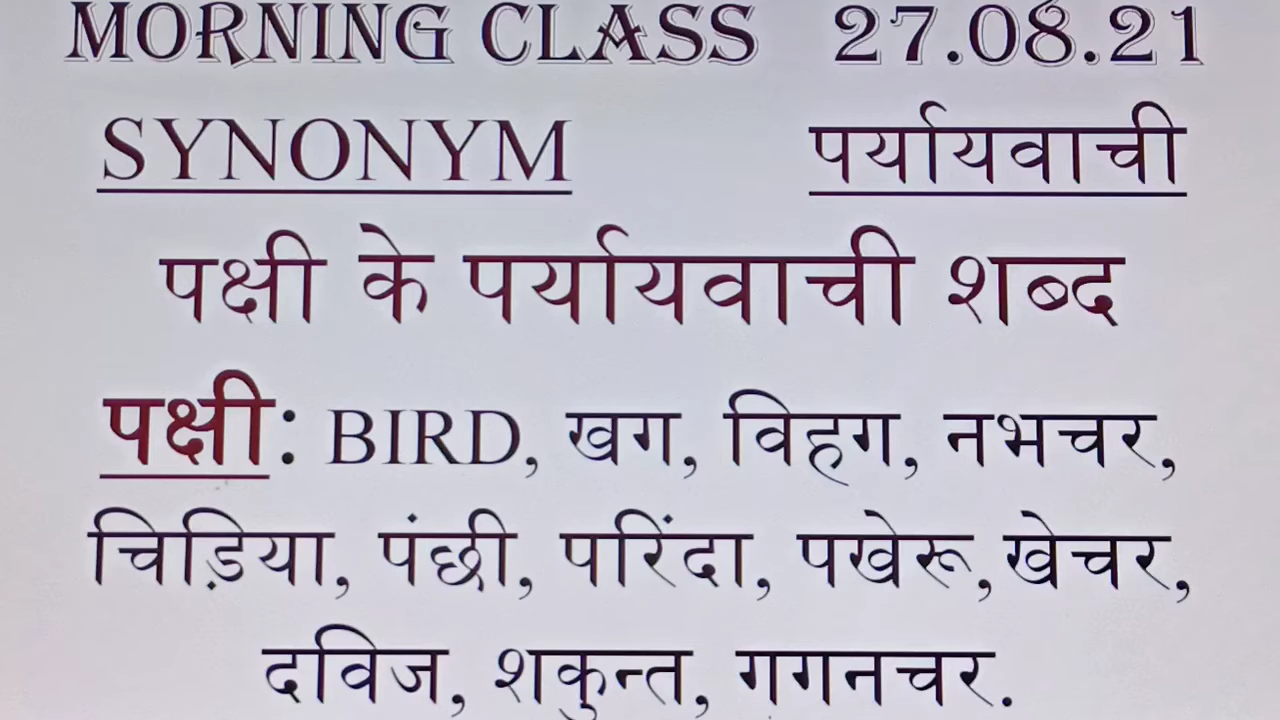 MORNING CLASS 27.08.21
SYNONYM पर्यायवाची
पक्षी के पर्यायवाची शब्द
पक्षी: BIRD, खग, विहग, नभचर,
चिड़िया, पंछी, परिंदा, पखेरू, खेचर,
दविज, शकुन्त, गगनचर.